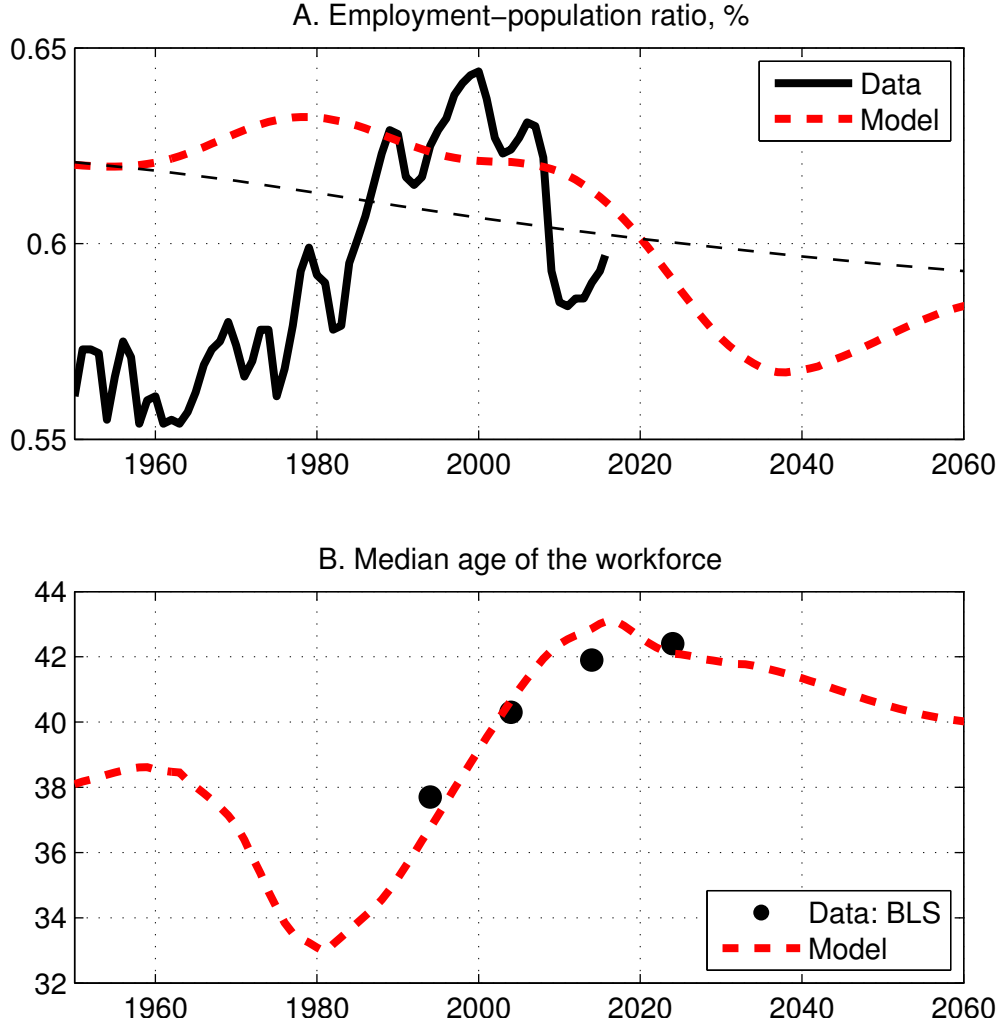 A. Employment−population ratio, %
0.65
Data
Model
0.6
0.55
1960 1980 2000 2020 2040 2060
B. Median age of the workforce
44
42
40
38
36
34
Data: BLS
Model
32
1960 1980 2000 2020 2040 2060